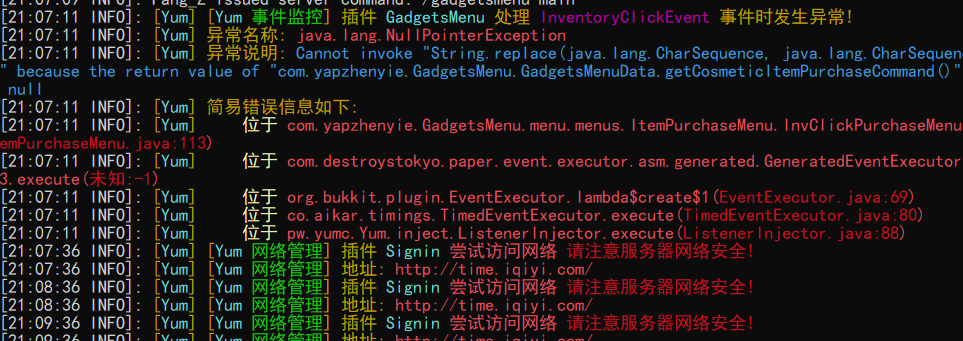 [21:07:09 INFO]: Fang_Z issued server command: /gadgetsmenu main
[21:07:11 INFO]: [Yum] [Yum 事件监控] 插件 GadgetsMenu 处理 InventoryClickEvent 事件时发生异常!
[21:07:11 INFO]: [Yum] 异常名称: java.lang.NullPointerException
[21:07:11 INFO]: [Yum] 异常说明: Cannot invoke "String.replace(java.lang.CharSequence, java.lang.CharSequen
" because the return value of "com.yapzhenyie.GadgetsMenu.GadgetsMenuData.getCosmeticItemPurchaseCommand()"
null
[21:07:11 INFO]: [Yum] 简易错误信息如下:
[21:07:11 INFO]: [Yum] 位于 com.yapzhenyie.GadgetsMenu.menu.menus.ItemPurchaseMenu.InvClickPurchaseMenu
emPurchaseMenu.java:113)
[21:07:11 INFO]: [Yum] 位于 com.destroystokyo.paper.event.executor.asm.generated.GeneratedEventExecutor
3.execute(未知:-1)
[21:07:11 INFO]: [Yum] 位于 org.bukkit.plugin.EventExecutor.lambda$create$1(EventExecutor.java:69)
[21:07:11 INFO]: [Yum] 位于 co.aikar.timings.TimedEventExecutor.execute(TimedEventExecutor.java:80)
[21:07:11 INFO]: [Yum] 位于 pw.yumc.Yum.inject.ListenerInjector.execute(ListenerInjector.java:88)
[21:07:36 INFO]: [Yum] [Yum 网络管理] 插件 Signin 尝试访问网络 请注意服务器网络安全!
[21:07:36 INFO]: [Yum] [Yum 网络管理] 地址: http://time.iqiyi.com/
[21:08:36 INFO]: [Yum] [Yum 网络管理] 插件 Signin 尝试访问网络 请注意服务器网络安全!
[21:08:36 INFO]: [Yum] [Yum 网络管理] 地址: http://time.iqiyi.com/
[21:09:36 INFO]: [Yum] [Yum 网络管理] 插件 Signin 尝试访问网络 请注意服务器网络安全!
[21:09:36 INFO]: [Yum] [Yum 网络管理] 地址: http://time.iqiyi.com/